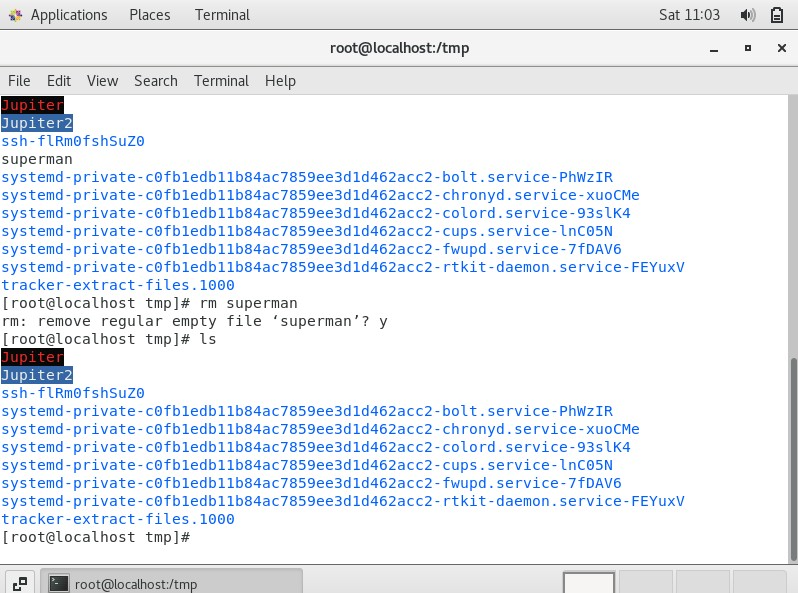 Applications Places Terminal Sat 11:03
root@localhost:/tmp
File Edit View Search Terminal Help
Jupiter
Jupiter2
ssh-flRm0fshSuZ0
superman
systemd-private-c0fb1edb11b84ac7859ee3d1d462acc2-bolt.service-PhWzIR
systemd-private-c0fb1edb11b84ac7859ee3d1d462acc2-chronyd.service-xuoCMe
systemd-private-c0fb1edb11b84ac7859ee3d1d462acc2-colord.service-93slK4
systemd-private-c0fb1edb11b84ac7859ee3d1d462acc2-cups.service-lnC05N
systemd-private-c0fb1edb11b84ac7859ee3d1d462acc2-fwupd.service-7fDAV6
systemd-private-c0fb1edb11b84ac7859ee3d1d462acc2-rtkit-daemon.service-FEYuxV
tracker-extract-files.1000
[root@localhost tmp]# rm superman
rm: remove regular empty file ‘superman’? y
[root@localhost tmp]# ls
Jupiter
Jupiter2
ssh-flRm0fshSuZ0
systemd-private-c0fb1edb11b84ac7859ee3d1d462acc2-bolt.service-PhWzIR
systemd-private-c0fb1edb11b84ac7859ee3d1d462acc2-chronyd.service-xuoCMe
systemd-private-c0fb1edb11b84ac7859ee3d1d462acc2-colord.service-93slK4
systemd-private-c0fb1edb11b84ac7859ee3d1d462acc2-cups.service-lnC05N
systemd-private-c0fb1edb11b84ac7859ee3d1d462acc2-fwupd.service-7fDAV6
systemd-private-c0fb1edb11b84ac7859ee3d1d462acc2-rtkit-daemon.service-FEYuxV
tracker-extract-files.1000
[root@localhost tmp]#
root@localhost:/tmp